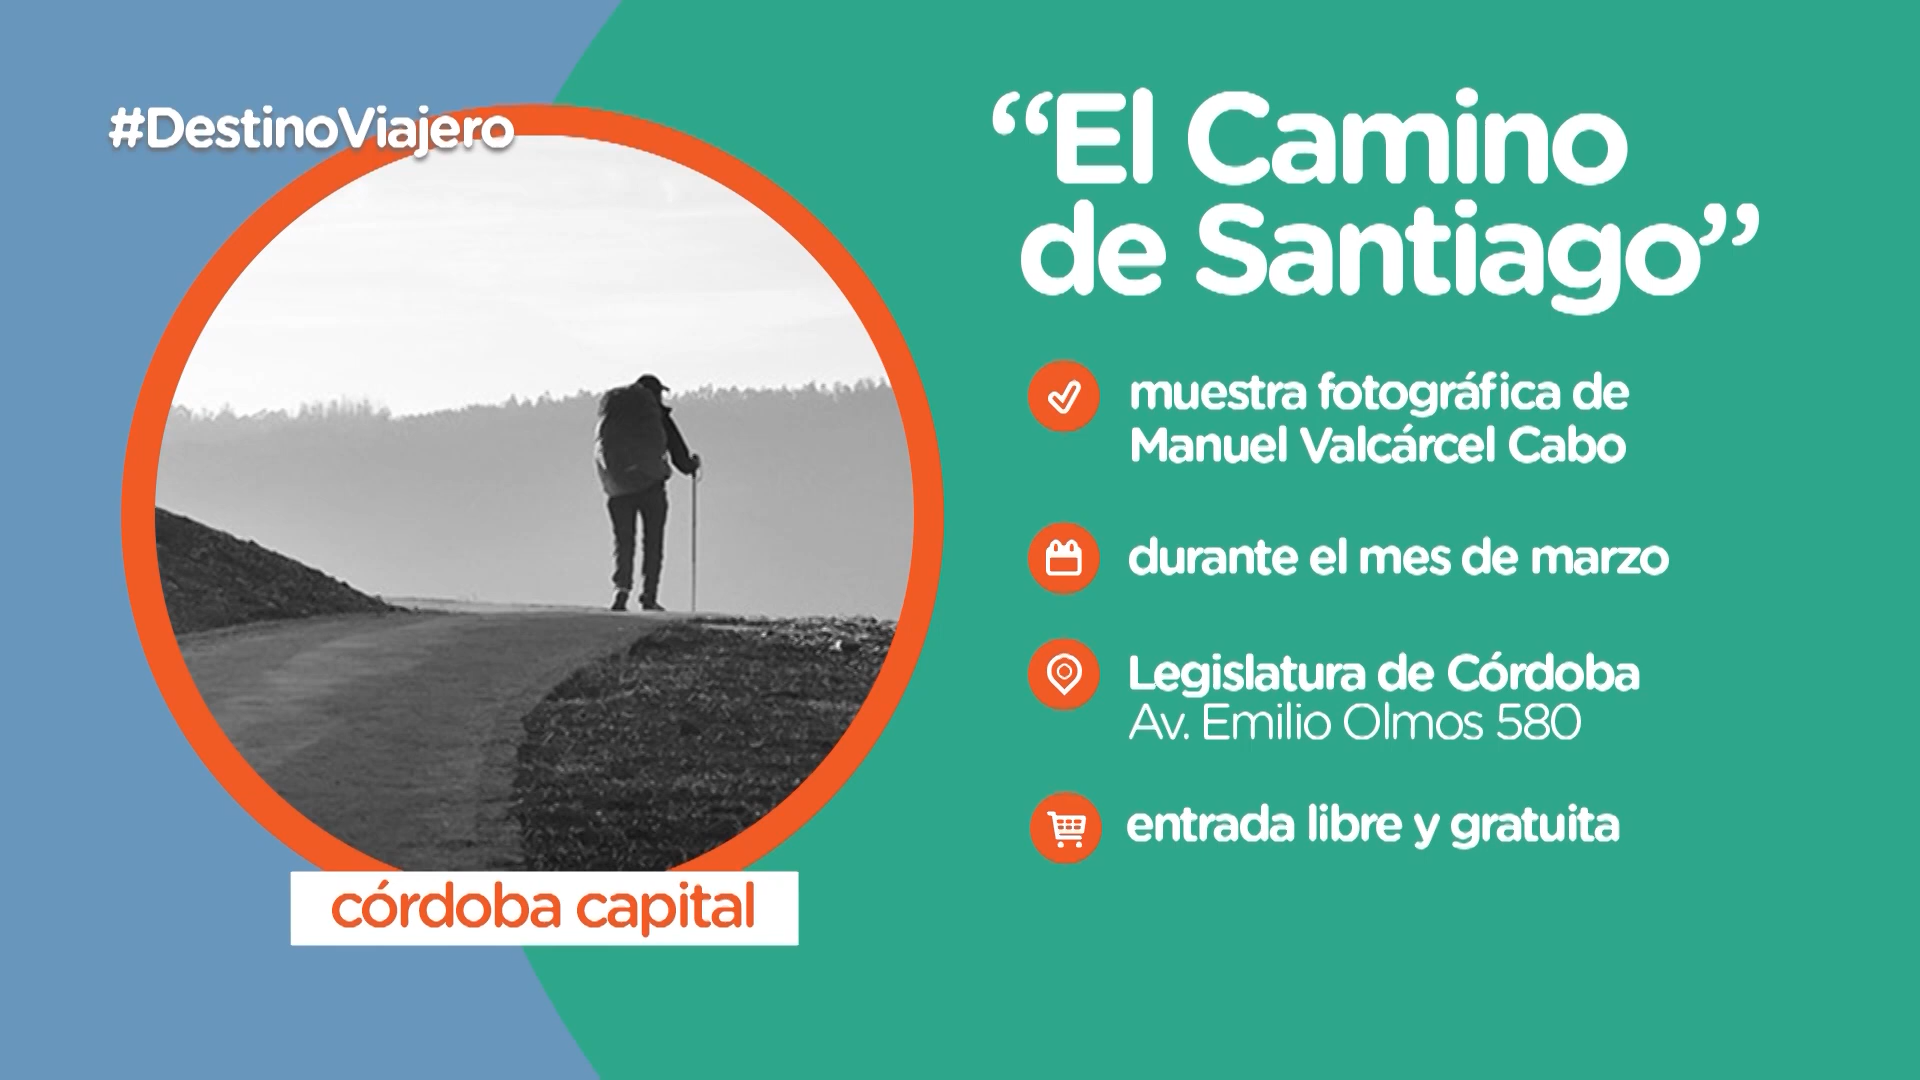 #DestinoViajero
“El Camino
de Santiago”
muestra fotográfica de
Manuel Valcárcel Cabo
durante el mes de marzo
Legislatura de Córdoba
Av. Emilio Olmos 580
entrada libre y gratuita
córdoba capital